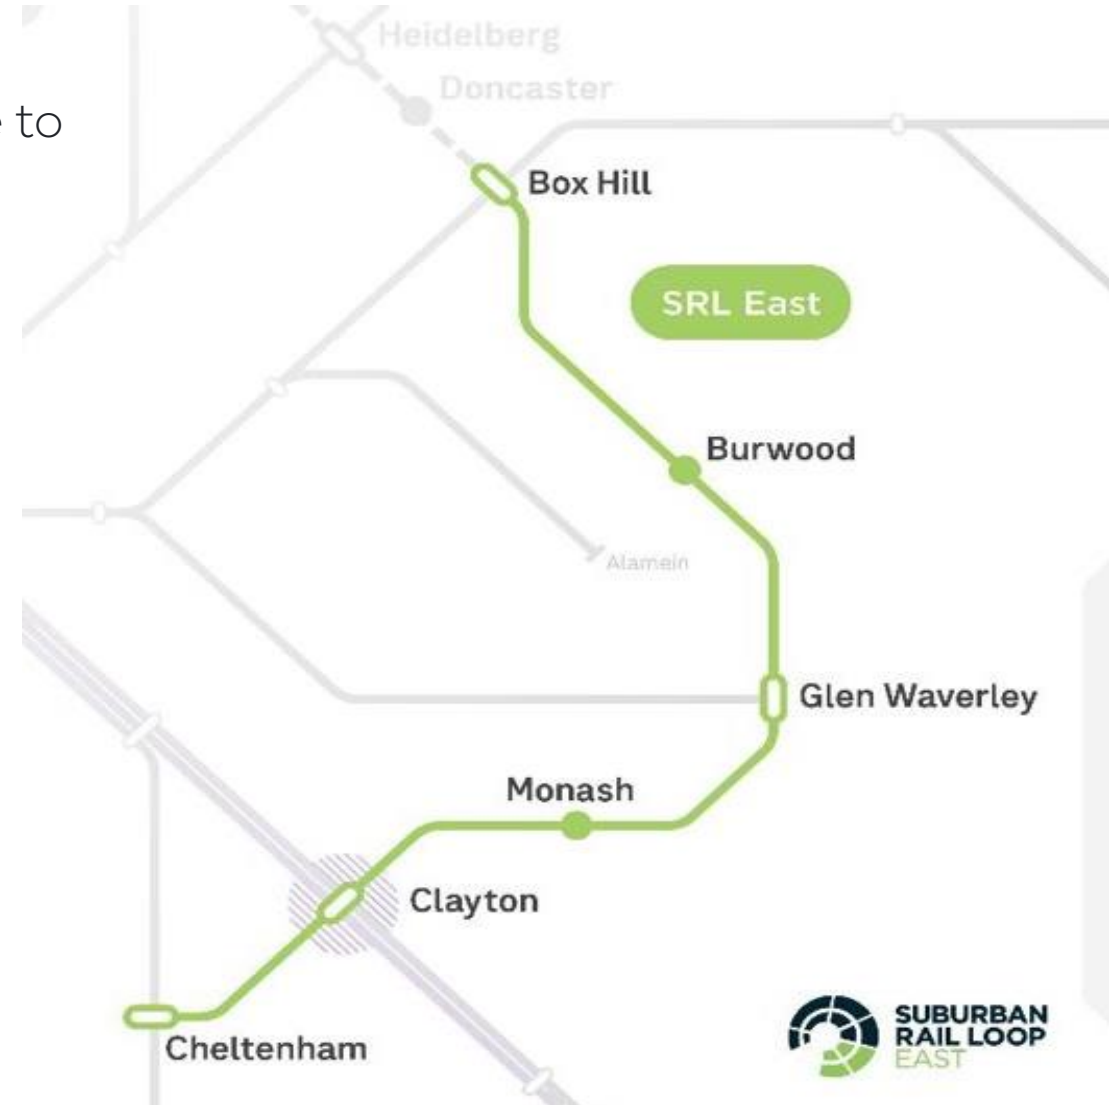 Heidelberg
Doncaster
to
Box Hill
SRL East
Burwood
Alamein
Glen Waverley
Monash
Clayton
Cheltenham
SUBURBAN
RAIL LOOP
EAST